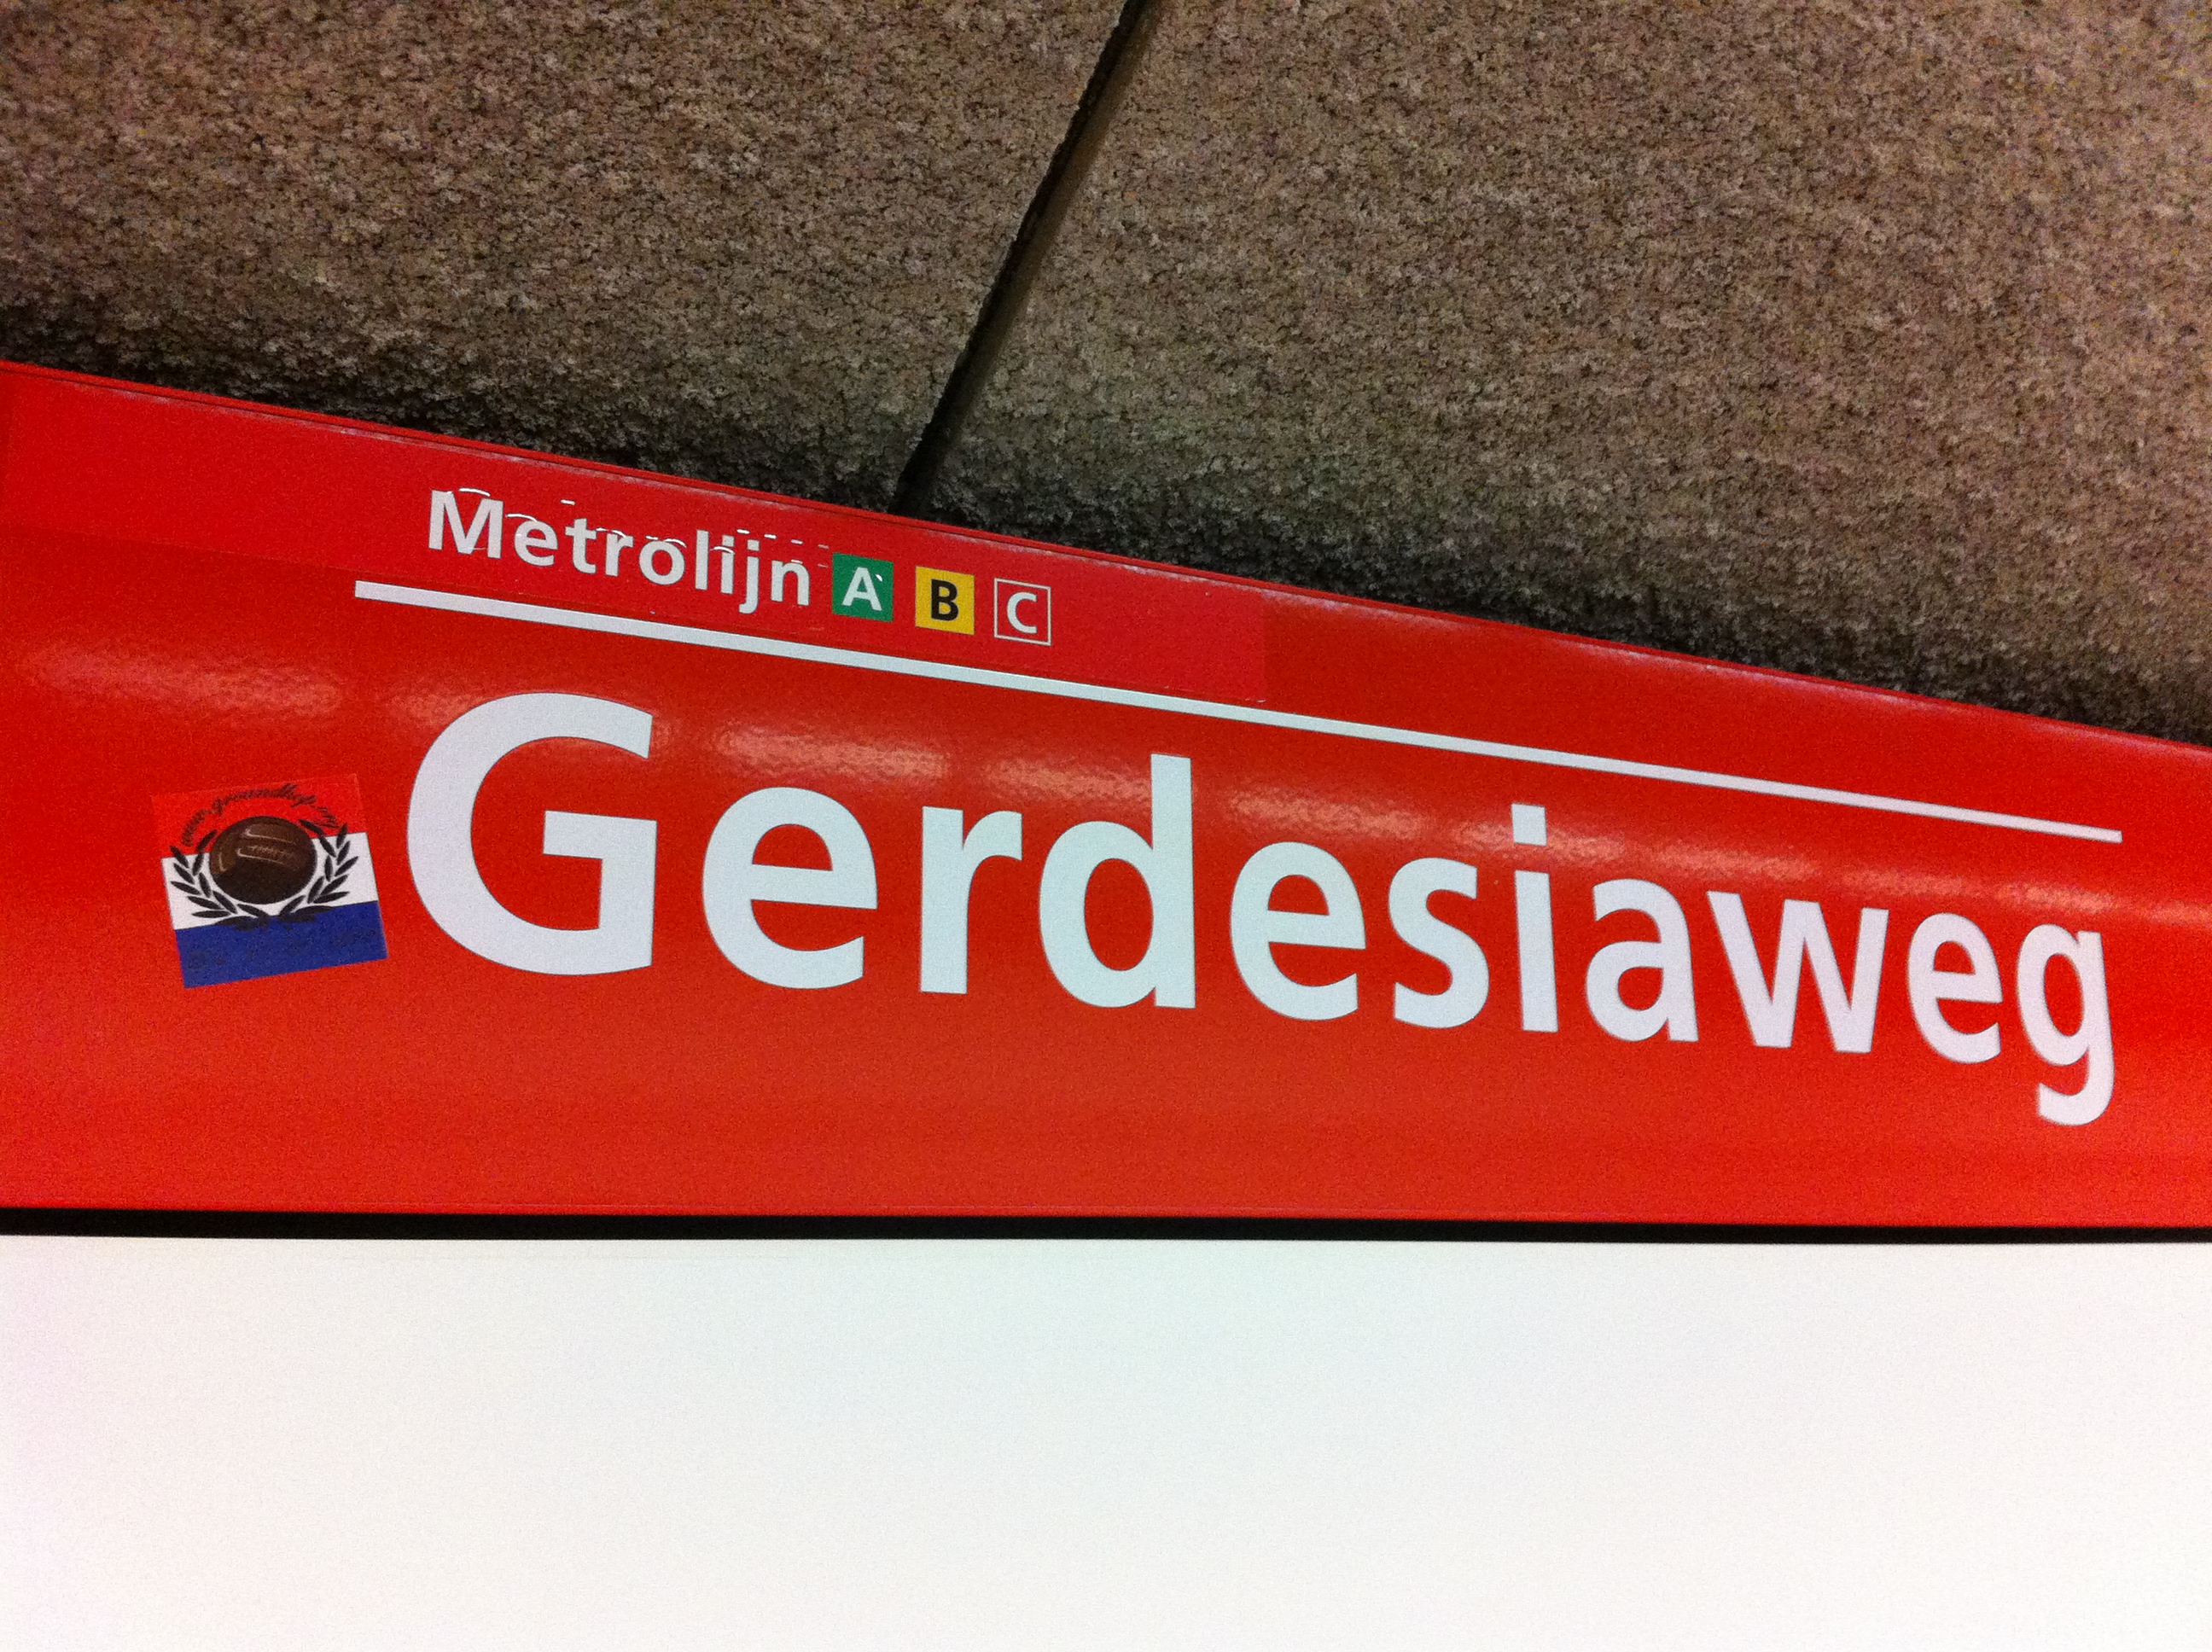 Metrolijn A B C
Gerdesiaweg